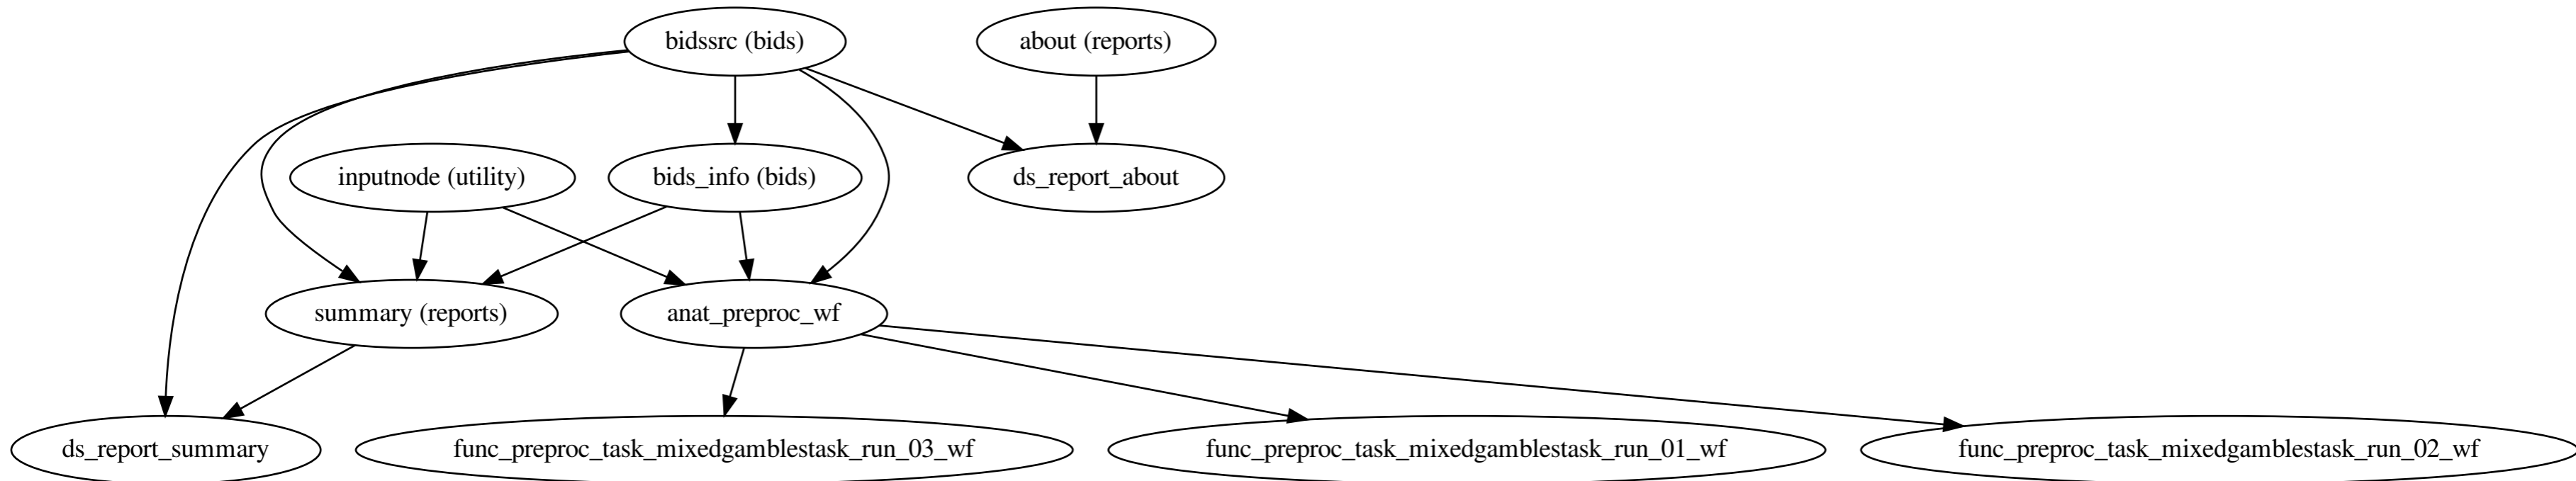 bidssrc (bids)
about (reports)
inputnode (utility)
bids_info (bids)
ds_report_about
summary (reports)
anat_preproc_wf
ds_report_summary
func_preproc_task_mixedgamblestask_run_03_wf
func_preproc_task_mixedgamblestask_run_01_wf
func_preproc_task_mixedgamblestask_run_02_wf